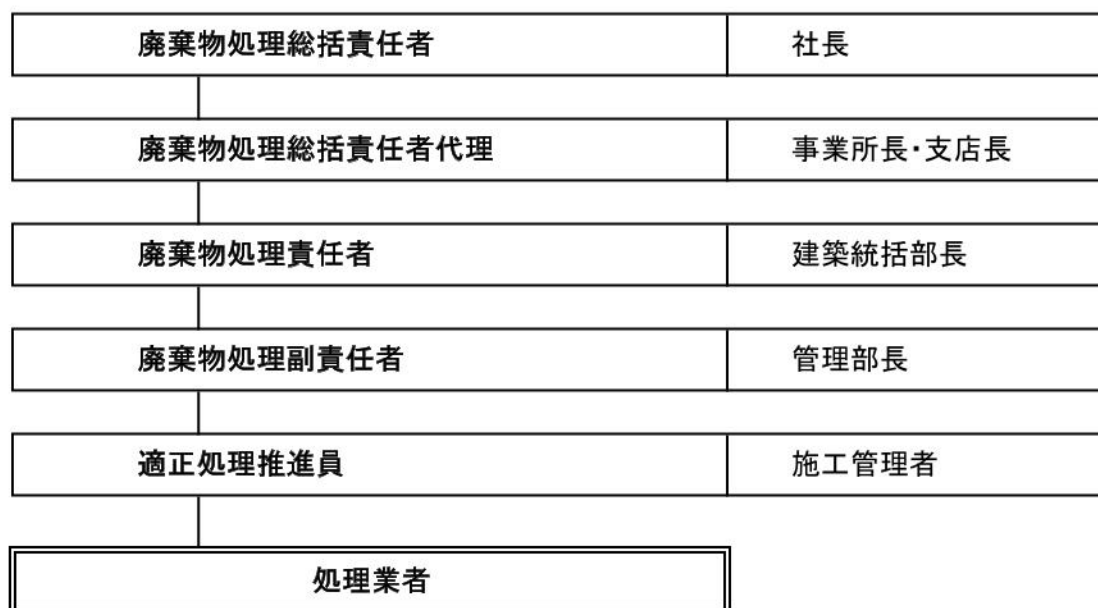 廃棄物処理総括責任者 社長
廃棄物処理総括責任者代理 事業所長・支店長
廃棄物処理責任者 建築統括部長
廃棄物処理副責任者 管理部長
適正処理推進員 施工管理者
処理業者